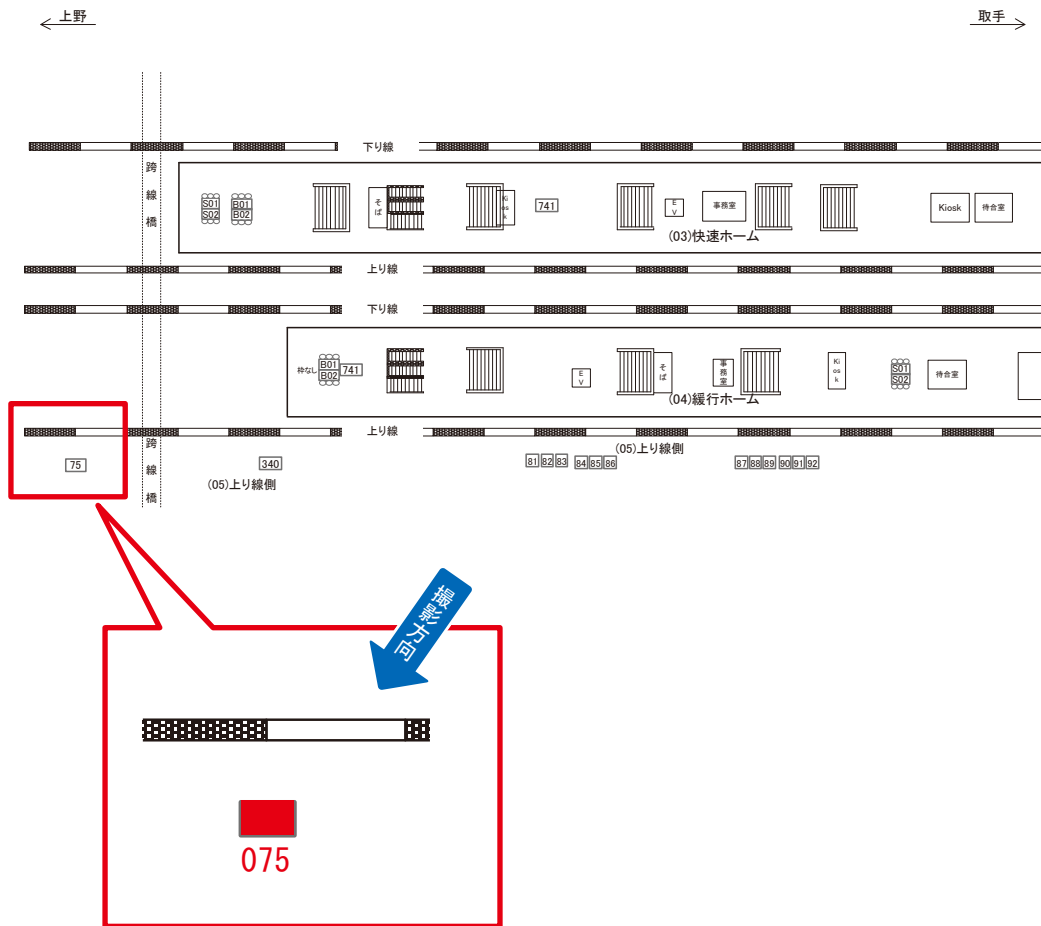 上野
取手
下り線
跨線橋
S01
S02
B01
B02
そば
Kiosk
741
EV
事務室
Kiosk
待合室
(03)快速ホーム
上り線
下り線
枠なし
B01
B02
741
EV
そば
事務室
Kiosk
S01
S02
待合室
(04)緩行ホーム
上り線
跨線橋
75
340
(05)上り線側
81 82 83
84 85 86
(05)上り線側
87 88 89
90 91 92
撮影方向
075